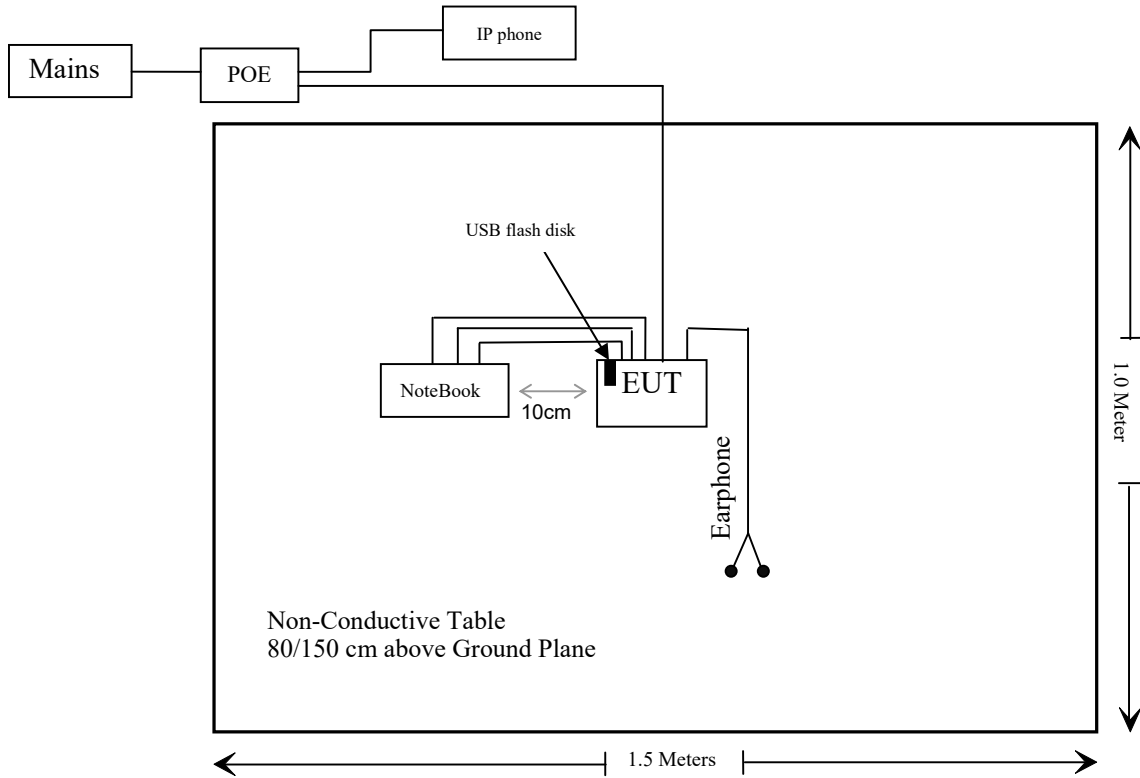 IP phone
Mains
POE
USB flash disk
EUT
NoteBook
10cm
1.0 Meter
Earphone
Non-Conductive Table
80/150 cm above Ground Plane
1.5 Meters